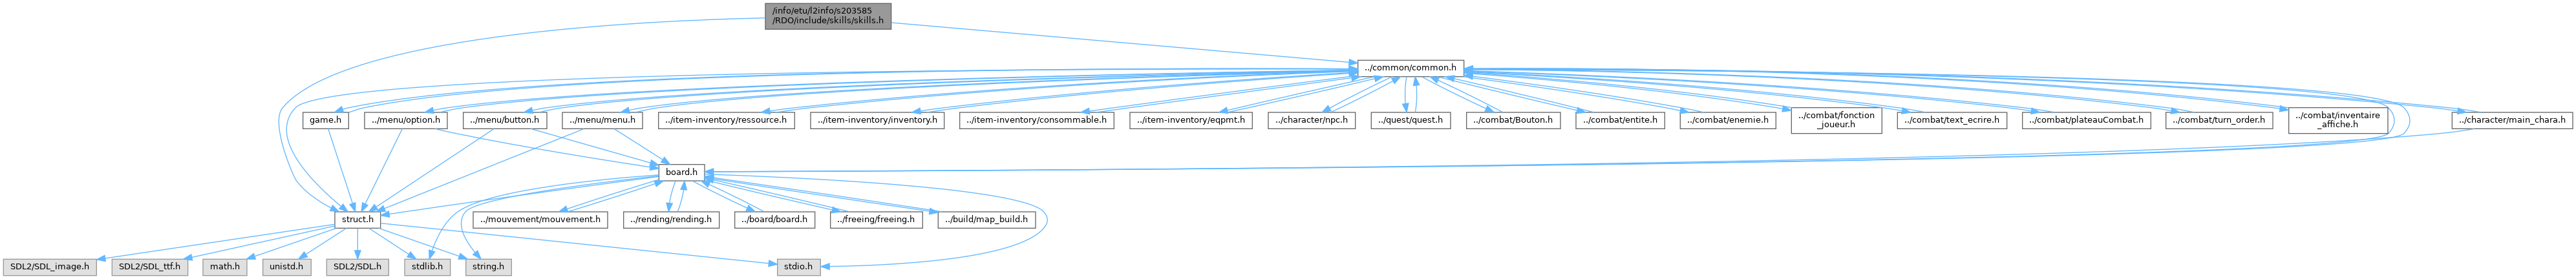 /info/etu/l2info/s203585
/RDO/include/skills/skills.h
../common/common.h
game.h
../menu/option.h
../menu/button.h
../menu/menu.h
../item-inventory/ressource.h
../item-inventory/inventory.h
../item-inventory/consommable.h
../item-inventory/eqpmt.h
../character/npc.h
../quest/quest.h
../combat/Bouton.h
../combat/entite.h
../combat/enemie.h
../combat/fonction
_joueur.h
../combat/text_ecrire.h
../combat/plateauCombat.h
../combat/turn_order.h
../combat/inventaire
_affiche.h
../character/main_chara.h
board.h
struct.h
../mouvement/mouvement.h
../rending/rending.h
../board/board.h
../freeing/freeing.h
../build/map_build.h
SDL2/SDL_image.h
SDL2/SDL_ttf.h
math.h
unistd.h
SDL2/SDL.h
stdlib.h
string.h
stdio.h